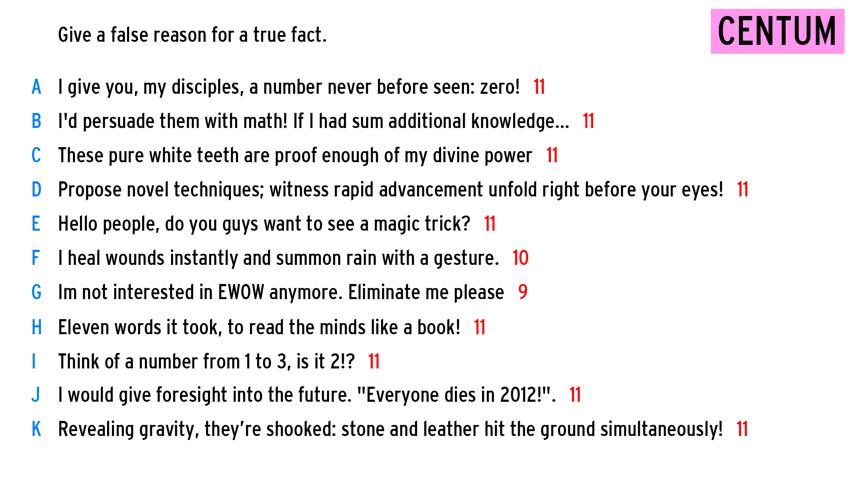 Give a false reason for a true fact.
CENTUM
A I give you, my disciples, a number never before seen: zero! 11
B I'd persuade them with math! If I had sum additional knowledge... 11
C These pure white teeth are proof enough of my divine power 11
D Propose novel techniques; witness rapid advancement unfold right before your eyes! 11
E Hello people, do you guys want to see a magic trick? 11
F I heal wounds instantly and summon rain with a gesture. 10
G Im not interested in EWOW anymore. Eliminate me please 9
H Eleven words it took, to read the minds like a book! 11
I Think of a number from 1 to 3, is it 2!? 11
J I would give foresight into the future. "Everyone dies in 2012!". 11
K Revealing gravity, they’re shooked: stone and leather hit the ground simultaneously! 11